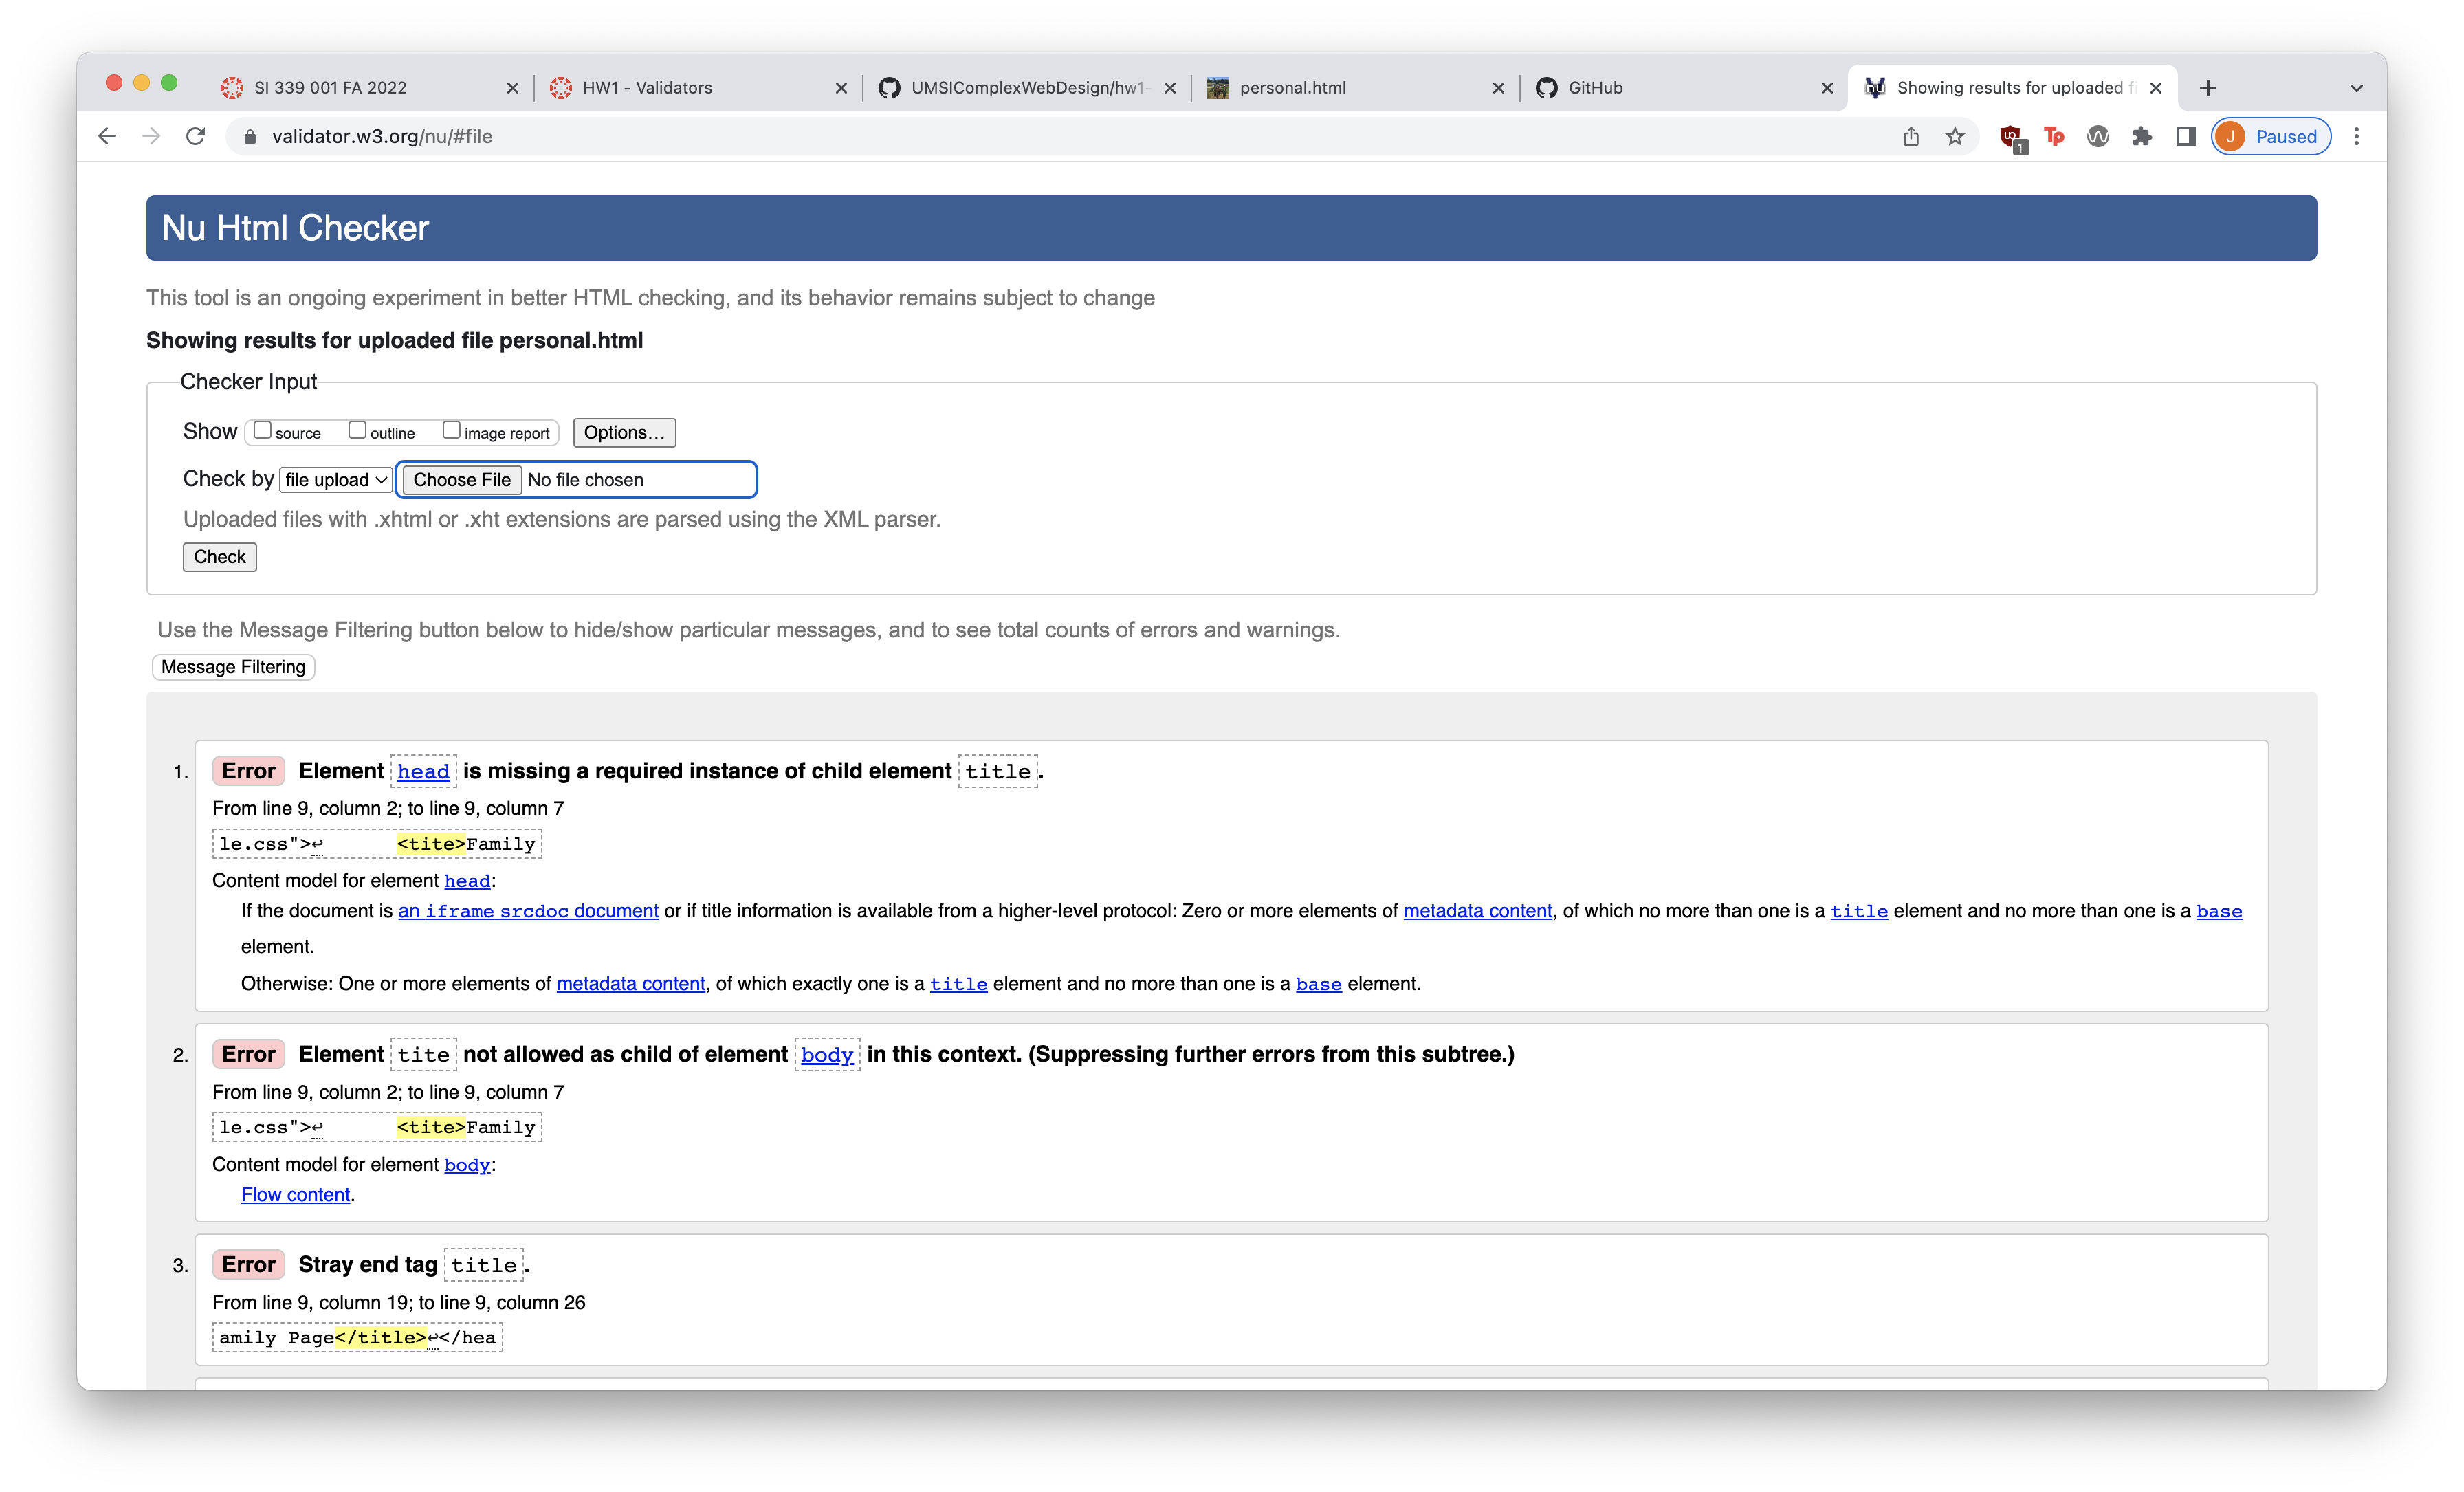 SI 339 001 FA 2022
HW1 - Validators
UMSIComplexWebDesign/hw1-
personal.html
GitHub
Showing results for uploaded fi
validator.w3.org/nu/#file
1
Tp
J Paused
Nu Html Checker
This tool is an ongoing experiment in better HTML checking, and its behavior remains subject to change
Showing results for uploaded file personal.html
Checker Input
Show source outline image report Options...
Check by file upload Choose File No file chosen
Uploaded files with .xhtml or .xht extensions are parsed using the XML parser.
Check
Use the Message Filtering button below to hide/show particular messages, and to see total counts of errors and warnings.
Message Filtering
1. Error Element head is missing a required instance of child element title.
From line 9, column 2; to line 9, column 7
le.css">↩ <tite>Family
Content model for element head:
If the document is an iframe srcdoc document or if title information is available from a higher-level protocol: Zero or more elements of metadata content, of which no more than one is a title element and no more than one is a base
element.
Otherwise: One or more elements of metadata content, of which exactly one is a title element and no more than one is a base element.
2. Error Element tite not allowed as child of element body in this context. (Suppressing further errors from this subtree.)
From line 9, column 2; to line 9, column 7
le.css">↩ <tite>Family
Content model for element body:
Flow content.
3. Error Stray end tag title.
From line 9, column 19; to line 9, column 26
amily Page</title>↩</hea